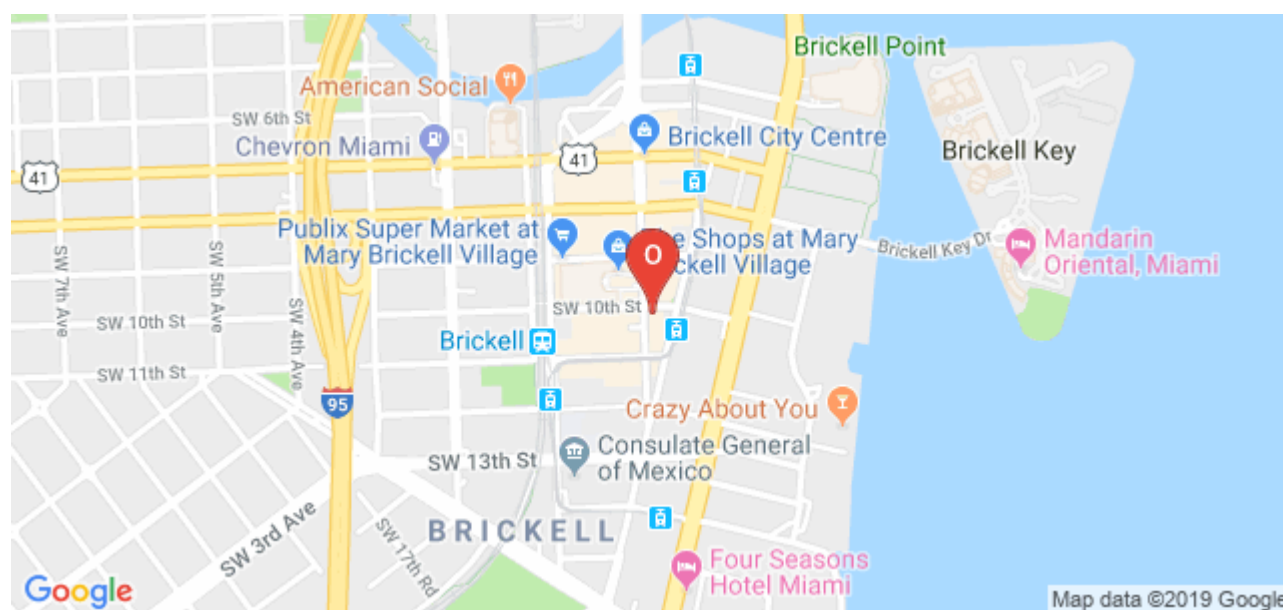 Brickell Point
American Social
SW 6th St
Chevron Miami
Brickell City Centre
41
41
Brickell Key
Publix Super Market at
Mary Brickell Village
O
Shops at Mary
Village
Brickell Key Dr
Mandarin
Oriental, Miami
SW 7th Ave
SW 5th Ave
SW 4th Ave
SW 10th St
SW 10th St
Brickell
SW 11th St
95
Crazy About You
Consulate General
of Mexico
SW 13th St
SW 3rd Ave
SW 17th Rd
BRICKELL
Four Seasons
Hotel Miami
Google
Map data ©2019 Google